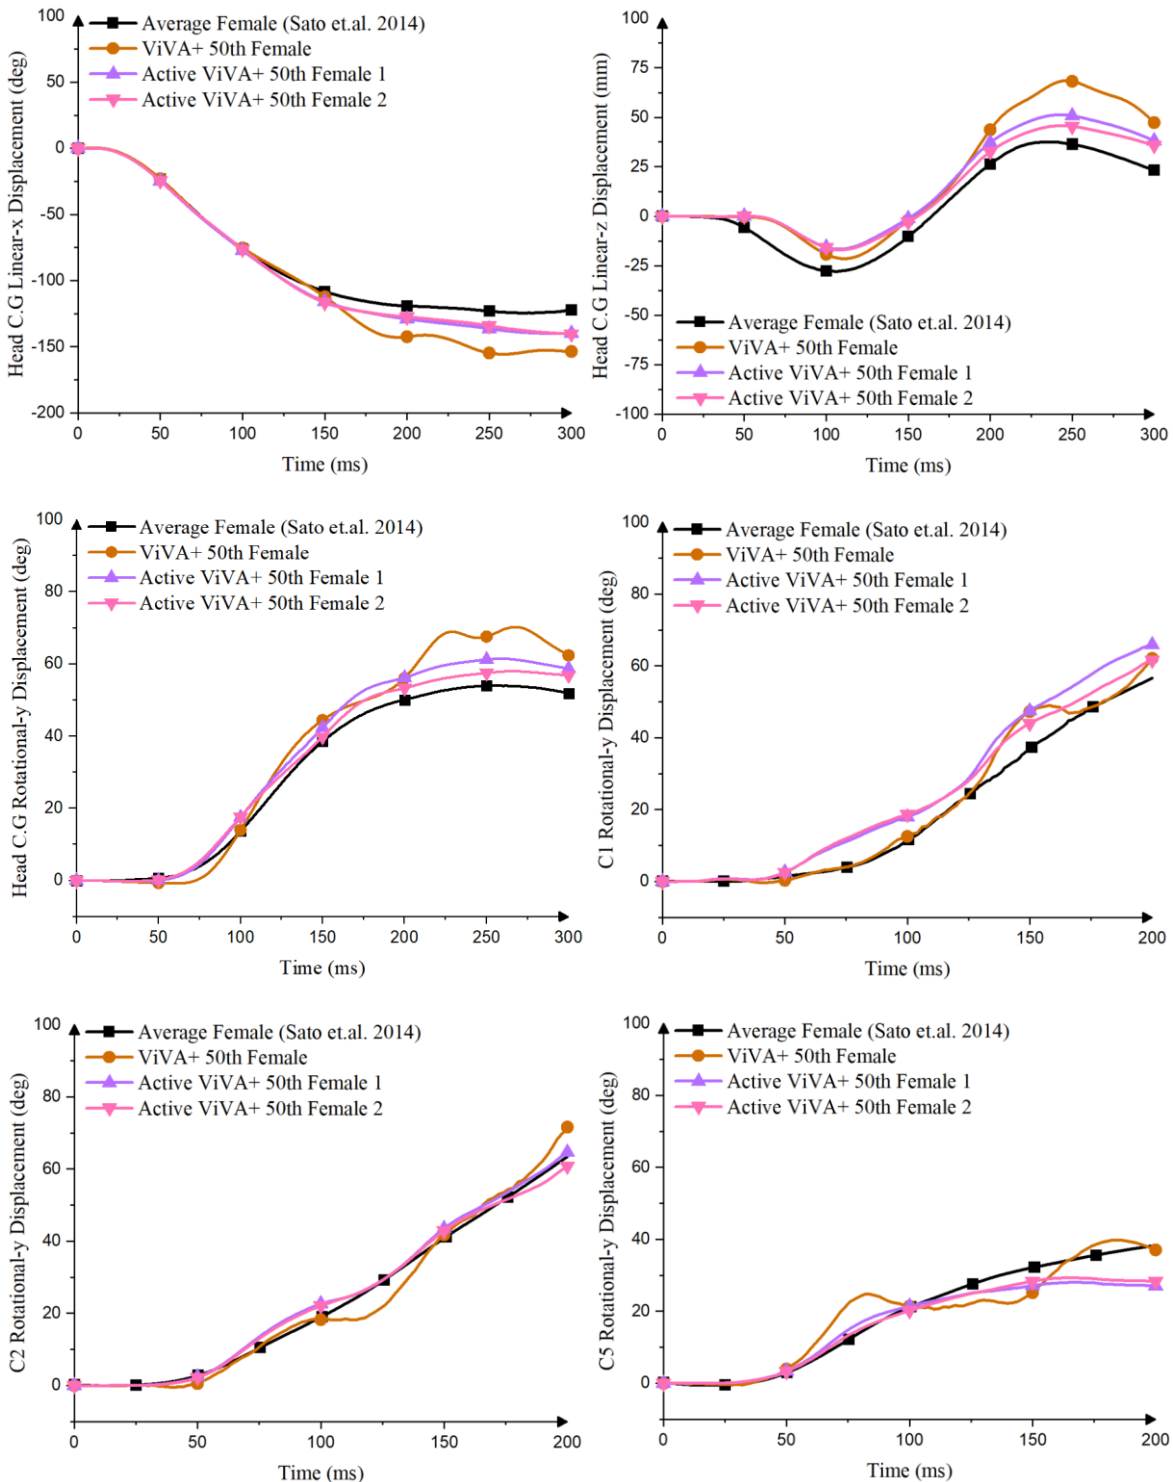 Head C.G Linear-x Displacement (deg)
100
50
0
-50
-100
-150
-200
Average Female (Sato et.al. 2014)
ViVA+ 50th Female
Active ViVA+ 50th Female 1
Active ViVA+ 50th Female 2
0 50 100 150 200 250 300
Time (ms)
Head C.G Linear-z Displacement (mm)
100
75
50
25
0
-25
-50
-75
-100
Average Female (Sato et.al. 2014)
ViVA+ 50th Female
Active ViVA+ 50th Female 1
Active ViVA+ 50th Female 2
0 50 100 150 200 250 300
Time (ms)
Head C.G Rotational-y Displacement (deg)
100
80
60
40
20
0
Average Female (Sato et.al. 2014)
ViVA+ 50th Female
Active ViVA+ 50th Female 1
Active ViVA+ 50th Female 2
0 50 100 150 200 250 300
Time (ms)
C1 Rotational-y Displacement (deg)
100
80
60
40
20
0
Average Female (Sato et.al. 2014)
ViVA+ 50th Female
Active ViVA+ 50th Female 1
Active ViVA+ 50th Female 2
0 50 100 150 200
Time (ms)
C2 Rotational-y Displacement (deg)
100
80
60
40
20
0
Average Female (Sato et.al. 2014)
ViVA+ 50th Female
Active ViVA+ 50th Female 1
Active ViVA+ 50th Female 2
0 50 100 150 200
Time (ms)
C5 Rotational-y Displacement (deg)
100
80
60
40
20
0
Average Female (Sato et.al. 2014)
ViVA+ 50th Female
Active ViVA+ 50th Female 1
Active ViVA+ 50th Female 2
0 50 100 150 200
Time (ms)